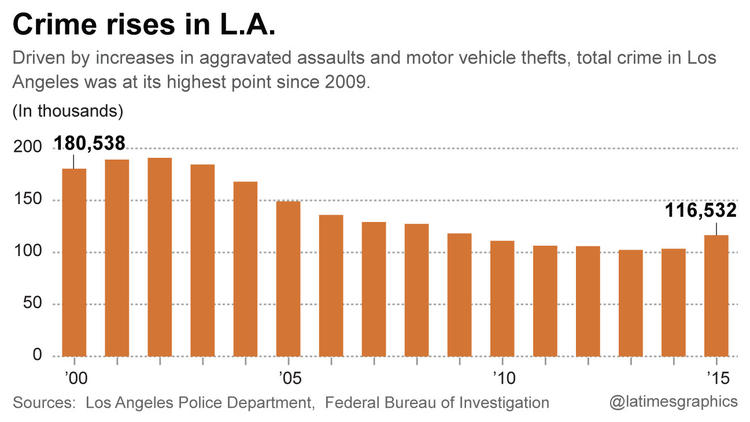 Crime rises in L.A.
Driven by increases in aggravated assaults and motor vehicle thefts, total crime in Los
Angeles was at its highest point since 2009.
(In thousands)
200
180,538
150
116,532
100
50
0
’00
’05
’10
’15
Sources: Los Angeles Police Department, Federal Bureau of Investigation
@latimesgraphics